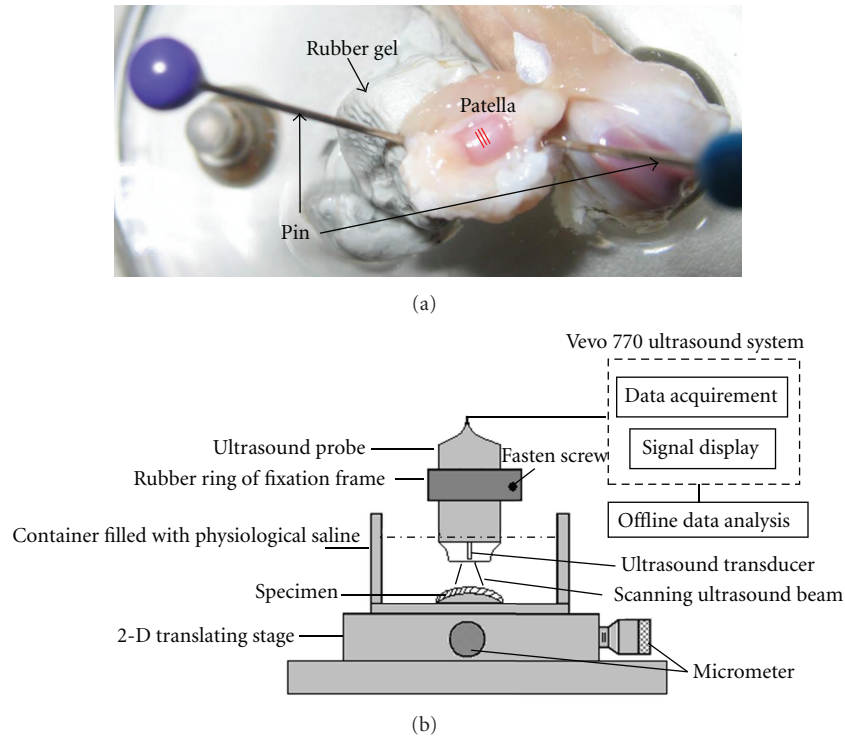 Rubber gel
Patella
Pin
(a)
Vevo 770 ultrasound system
Data acquirement
Ultrasound probe
Fasten screw
Signal display
Rubber ring of fixation frame
Offline data analysis
Container filled with physiological saline
Ultrasound transducer
Specimen
Scanning ultrasound beam
2-D translating stage
Micrometer
(b)